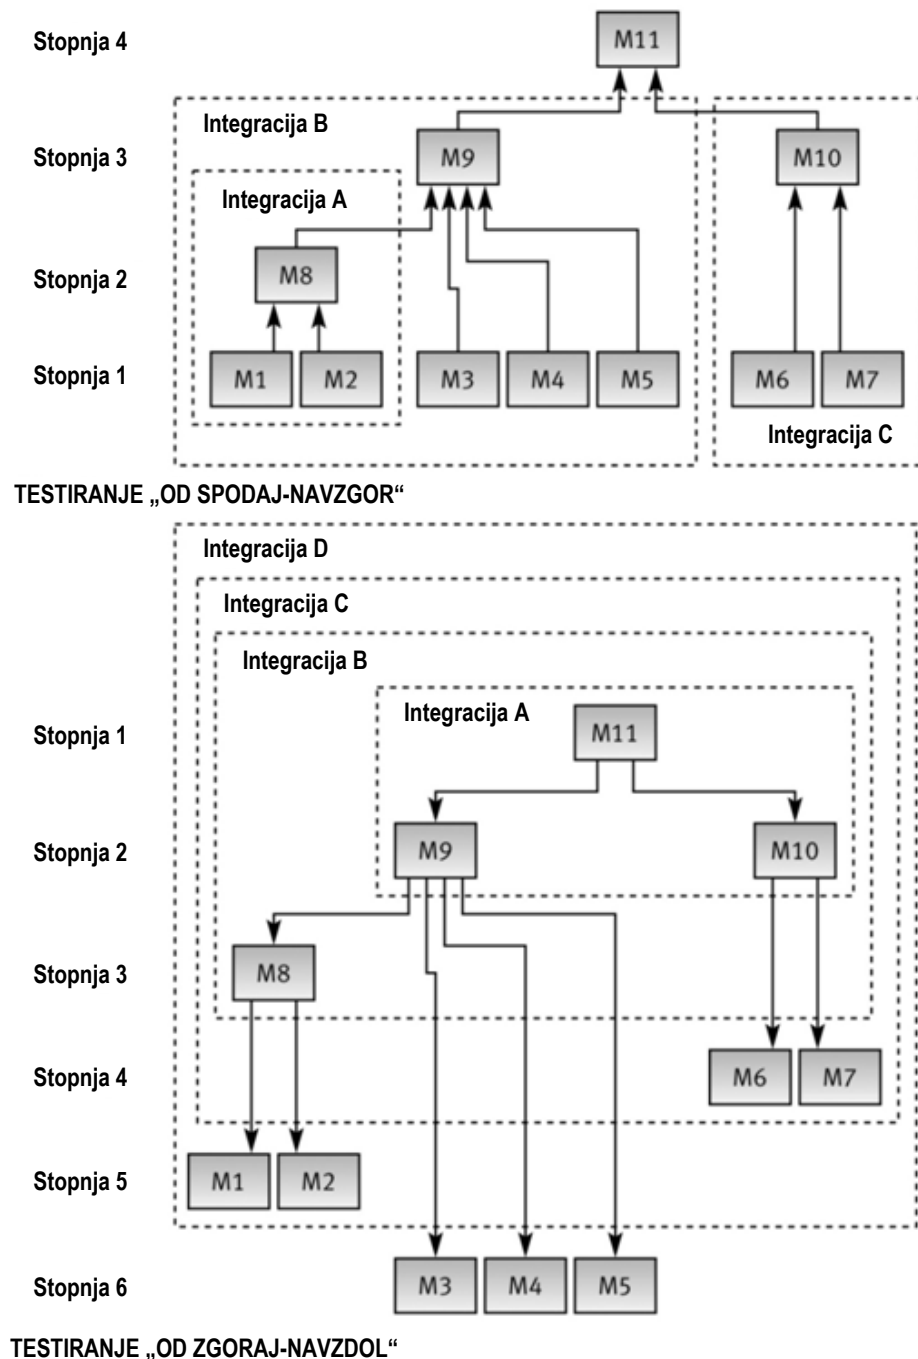 Stopnja 4
M11
Integracija B
Stopnja 3
M9
M10
Integracija A
Stopnja 2
M8
Stopnja 1
M1 M2 M3 M4 M5 M6 M7
Integracija C
TESTIRANJE „OD SPODAJ-NAVZGOR“
Integracija D
Integracija C
Integracija B
Integracija A
Stopnja 1
M11
Stopnja 2
M9
M10
Stopnja 3
M8
Stopnja 4
M6 M7
Stopnja 5
M1 M2
Stopnja 6
M3 M4 M5
TESTIRANJE „OD ZGORAJ-NAVZDOL“